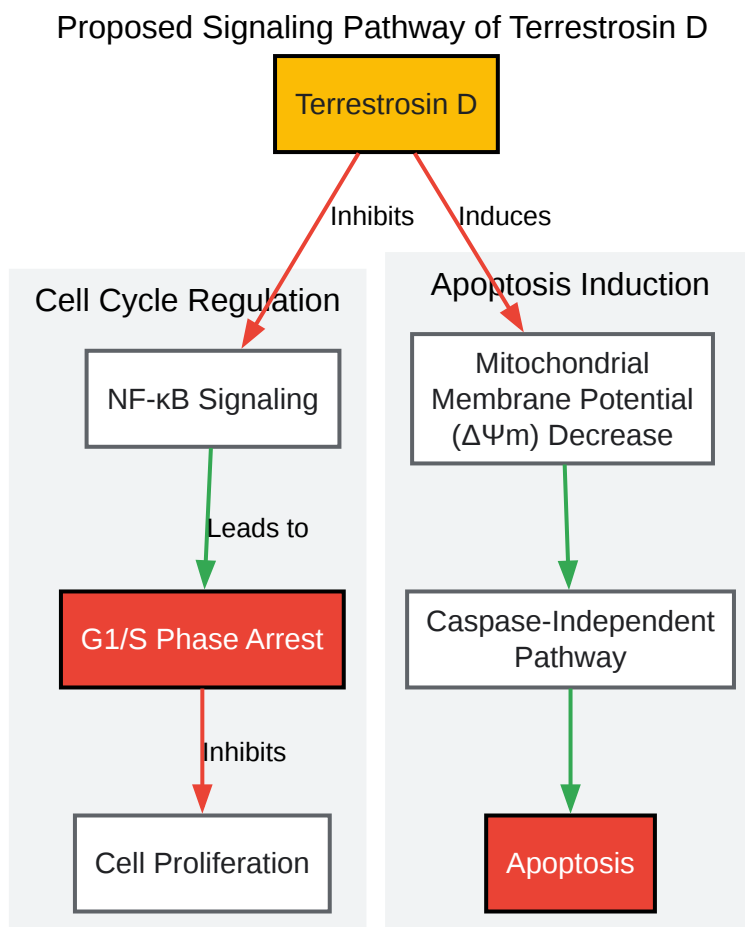 Proposed Signaling Pathway of Terrestrosin D
Terrestrosin D
Inhibits
Induces
Cell Cycle Regulation
NF-κB Signaling
Leads to
G1/S Phase Arrest
Inhibits
Cell Proliferation
Apoptosis Induction
Mitochondrial
Membrane Potential
(ΔΨm) Decrease
Caspase-Independent
Pathway
Apoptosis